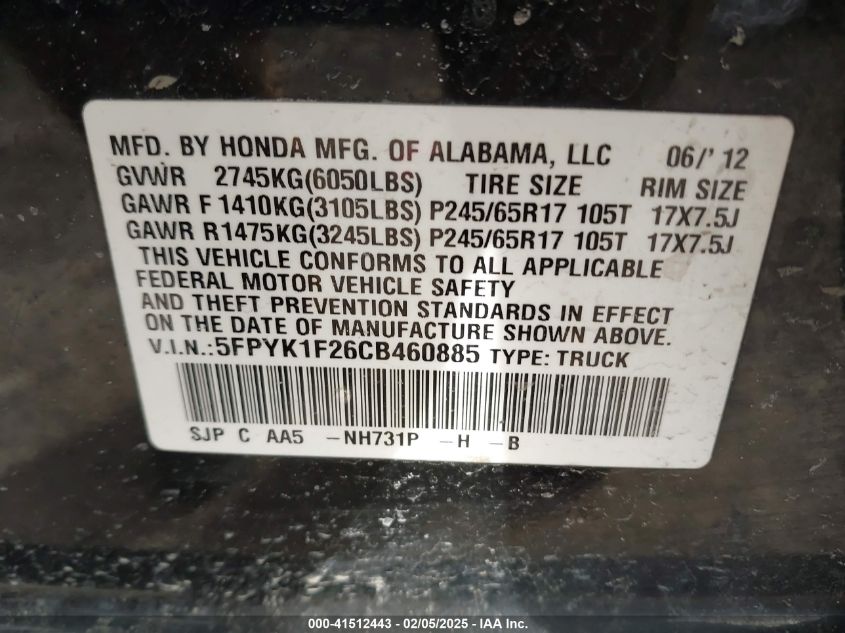 MFD. BY HONDA MFG. OF ALABAMA, LLC 06/' 12
GVWR 2745KG(6050LBS) TIRE SIZE RIM SIZE
GAWR F 1410KG(3105LBS) P245/65R17 105T 17X7.5J
GAWR R1475KG(3245LBS) P245/65R17 105T 17X7.5J
THIS VEHICLE CONFORMS TO ALL APPLICABLE
FEDERAL MOTOR VEHICLE SAFETY
AND THEFT PREVENTION STANDARDS IN EFFECT
ON THE DATE OF MANUFACTURE SHOWN ABOVE.
V.I.N.:5FPYK1F26CB460885 TYPE: TRUCK
SJP C AA5 -NH731P -H -B
000-41512443 - 02/05/2025 - IAA Inc.